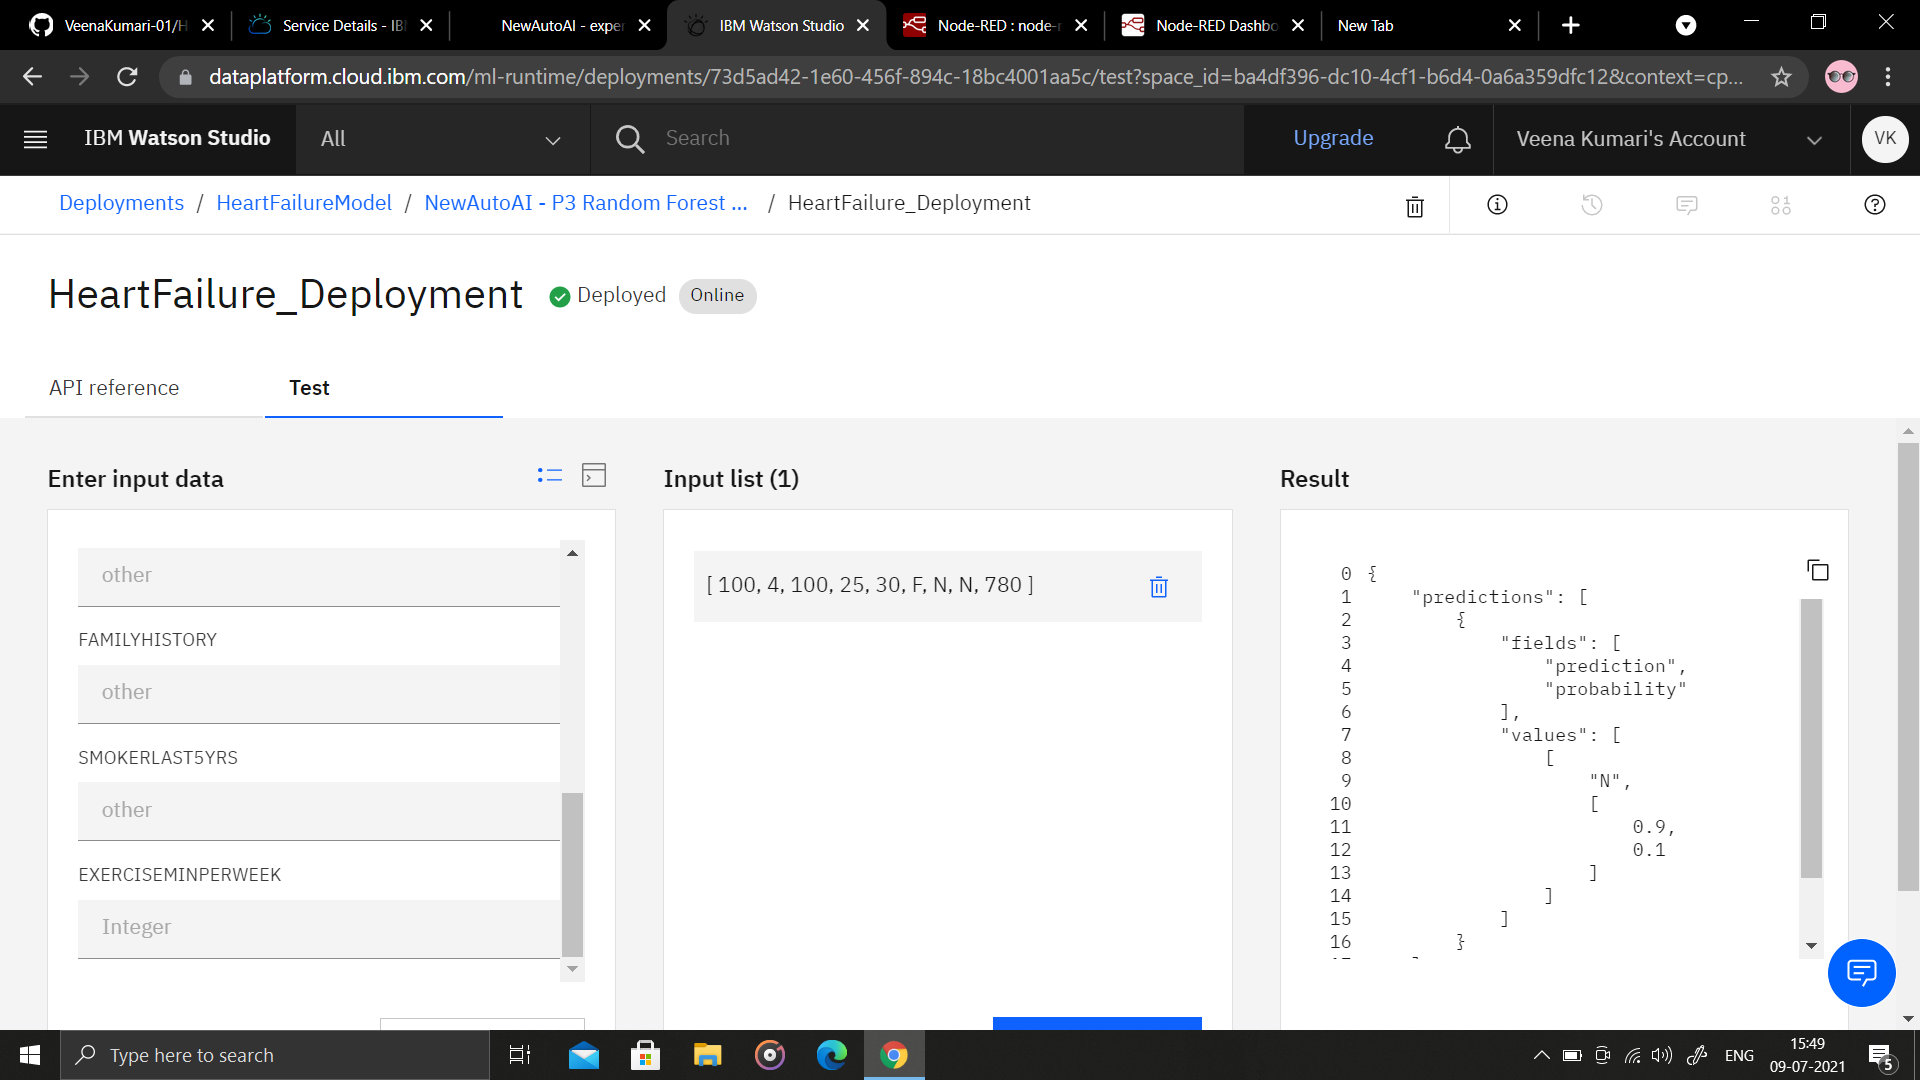 VeenaKumari-01/H
Service Details - IB
NewAutoAI - exper
IBM Watson Studio
Node-RED : node-r
Node-RED Dashbo
New Tab
dataplatform.cloud.ibm.com/ml-runtime/deployments/73d5ad42-1e60-456f-894c-18bc4001aa5c/test?space_id=ba4df396-dc10-4cf1-b6d4-0a6a359dfc12&context=cp...
IBM Watson Studio
All
Search
Upgrade
Veena Kumari's Account
VK
Deployments / HeartFailureModel / NewAutoAI - P3 Random Forest ... / HeartFailure_Deployment
HeartFailure_Deployment
Deployed
Online
API reference
Test
Enter input data
other
FAMILYHISTORY
other
SMOKERLAST5YRS
other
EXERCISEMINPERWEEK
Integer
Input list (1)
[ 100, 4, 100, 25, 30, F, N, N, 780 ]
Result
0 {
1 "predictions": [
2 {
3 "fields": [
4 "prediction",
5 "probability"
6 ],
7 "values": [
8 [
9 "N",
10 [
11 0.9,
12 0.1
13 ]
14 ]
15 ]
16 }
Type here to search
ENG
15:49
09-07-2021
5